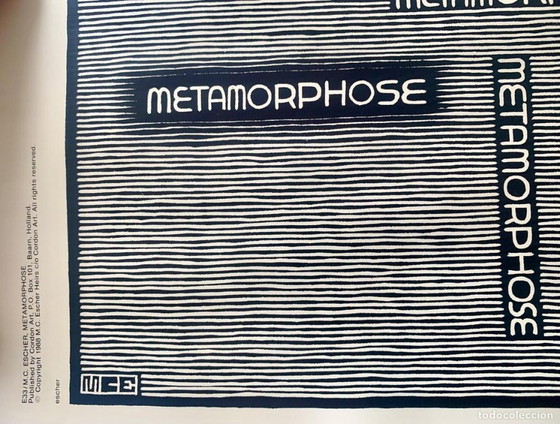 METAMORPHOSE
METAMORPHOSE
E33/M.C. ESCHER, METAMORPHOSE
Published by Cordon Art, P.O. Box 101, Baarn, Holland.
© Copyright 1988 M.C. Escher Heirs c/o Cordon Art. All rights reserved.
escher
todocoleccion